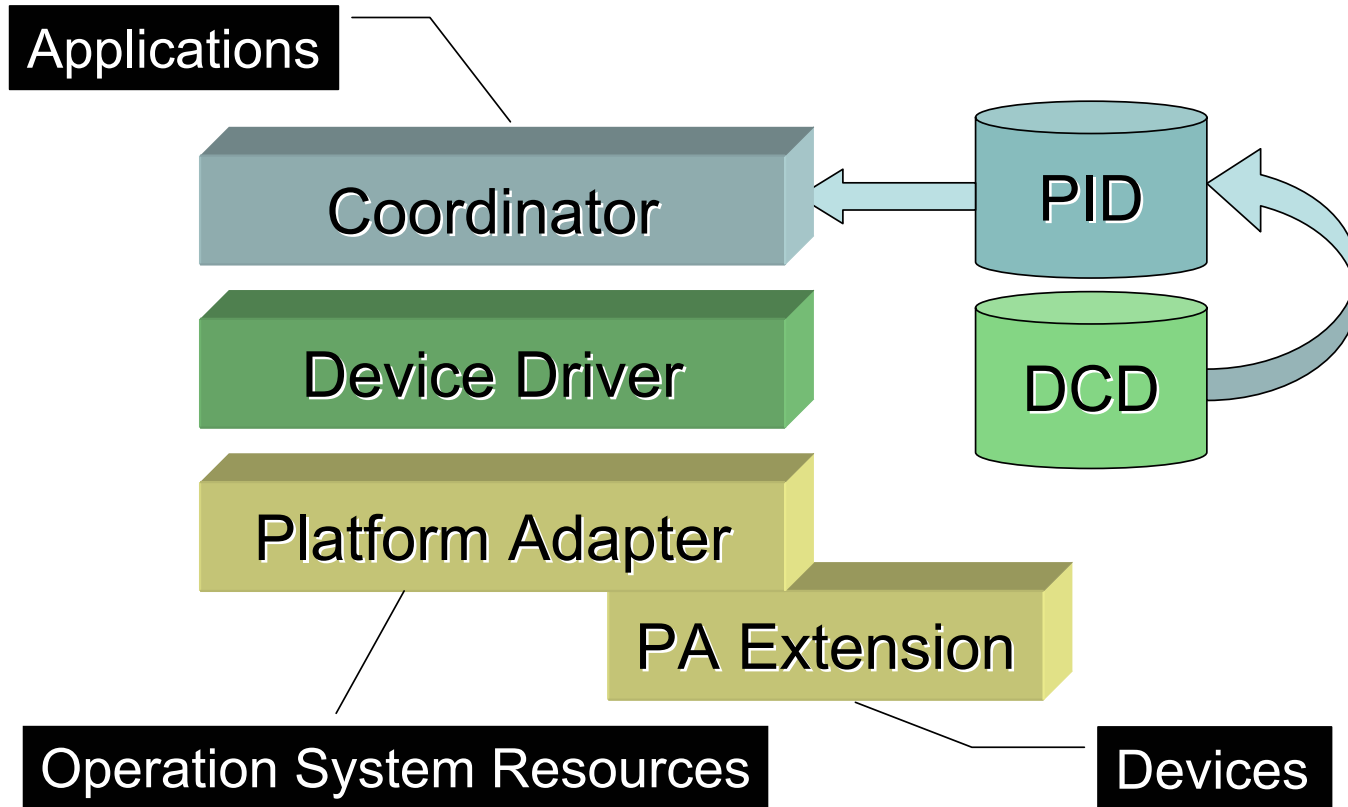 Applications
Coordinator
PID
Device Driver
DCD
Platform Adapter
PA Extension
Operation System Resources
Devices